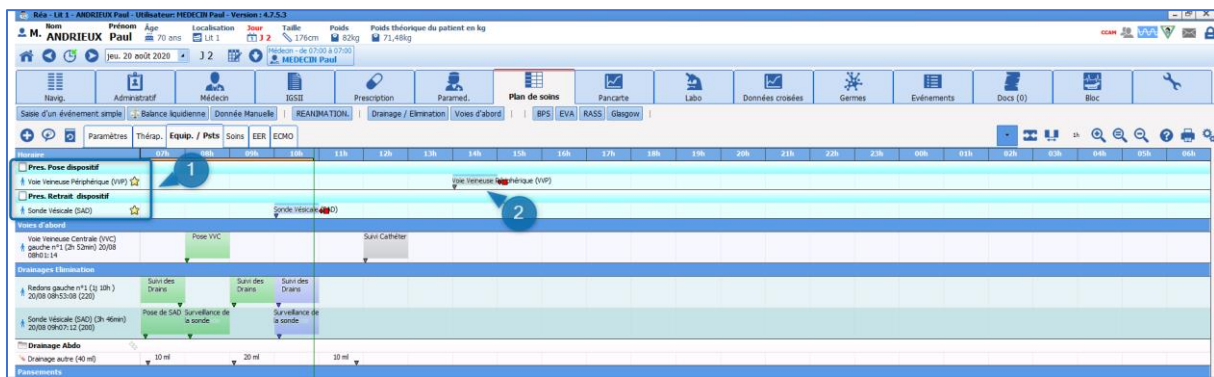 Réa - Lit 1 - ANDRIEUX Paul - Utilisateur: MEDECIN Paul - Version : 4.7.5.3
Nom Prénom Âge Localisation Jour Taille Poids Poids théorique du patient en kg
M. ANDRIEUX Paul 70 ans Lit 1 J 2 176cm 82kg 71,48kg CCAM
jeu. 20 août 2020 J 2 Médecin - de 07:00 à 07:00
MEDECIN Paul
Navig. Administratif Médecin IGSII Prescription Paramed. Plan de soins Pancarte Labo Données croisées Germes Evénements Docs (0) Bloc
Saisie d'un événement simple Balance liquidienne Donnée Manuelle | REANIMATION. | Drainage / Elimination Voies d'abord | | BPS EVA RASS Glasgow |
Paramètres Thérap. Equip. / Psts Soins EER ECMO 1h
Horaire 07h 08h 09h 10h 11h 12h 13h 14h 15h 16h 17h 18h 19h 20h 21h 22h 23h 00h 01h 02h 03h 04h 05h 06h
Pres. Pose dispositif
1
Voie Veineuse Périphérique (VVP) Voie Veineuse Périphérique (VVP)
Pres. Retrait dispositif
2
Sonde Vésicale (SAD) Sonde Vésicale (SAD)
Voies d'abord
Voie Veineuse Centrale (VVC) Pose VVC Suivi Cathéter
gauche n°1 (2h 52min) 20/08
08h01:14
Drainages Elimination
Redons gauche n°1 (1j 10h ) Suivi des Suivi des Suivi des
20/08 08h53:08 (220) Drains Drains Drains
Sonde Vésicale (SAD) (3h 46min) Pose de SAD Surveillance de Surveillance de
20/08 09h07:12 (200) la sonde la sonde
Drainage Abdo
Drainage autre (40 ml) 10 ml 20 ml 10 ml
Pansements